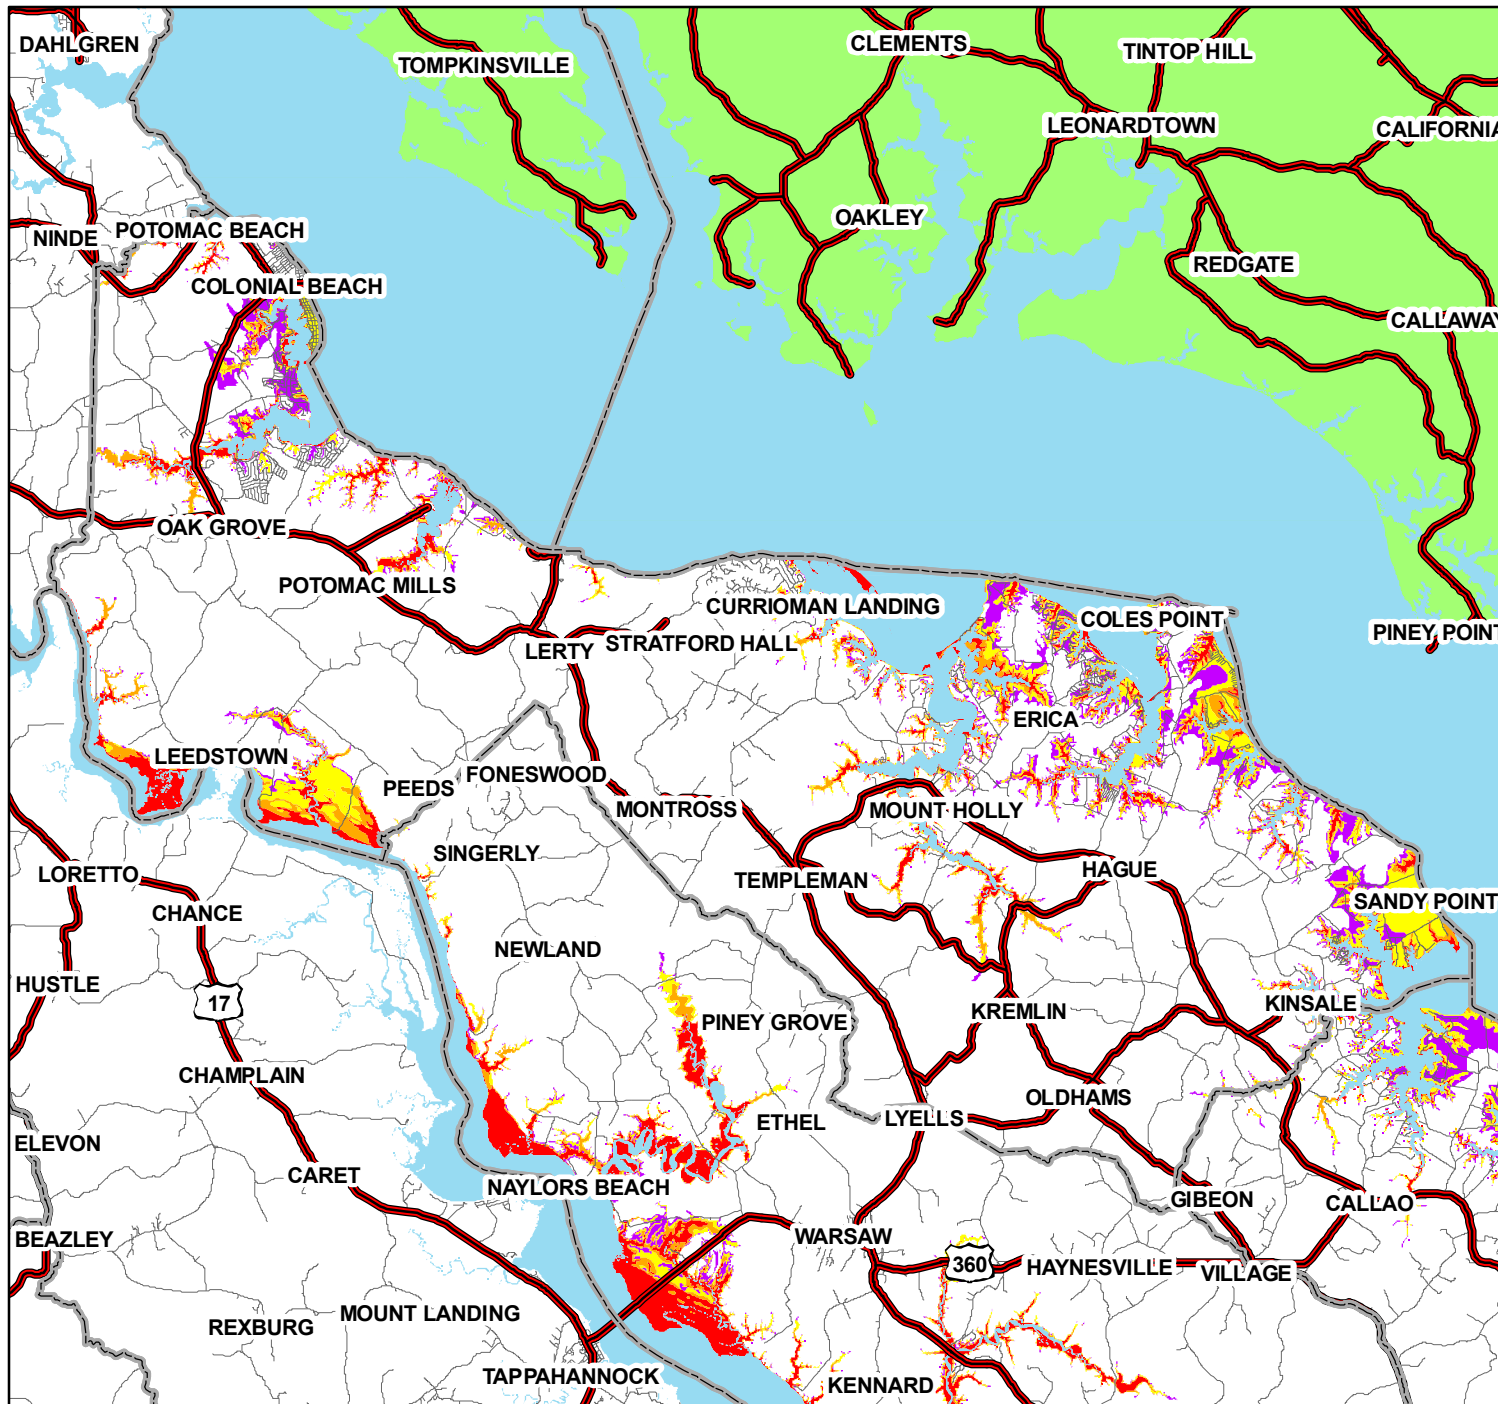 DAHLGREN
TOMPKINSVILLE
CLEMENTS
TINTOP HILL
LEONARDTOWN
CALIFORNIA
OAKLEY
POTOMAC BEACH
NINDE
REDGATE
COLONIAL BEACH
CALLAWAY
OAK GROVE
POTOMAC MILLS
CURRIOMAN LANDING
COLES POINT
PINEY POINT
STRATFORD HALL
LERTY
ERICA
LEEDSTOWN
FONESWOOD
PEEDS
MONTROSS
MOUNT HOLLY
SINGERLY
LORETTO
TEMPLEMAN
HAGUE
CHANCE
SANDY POINT
NEWLAND
HUSTLE
17
KINSALE
KREMLIN
PINEY GROVE
CHAMPLAIN
OLDHAMS
ETHEL
LYELLS
ELEVON
CARET
NAYLORS BEACH
GIBEON
CALLAO
BEAZLEY
WARSAW
360
HAYNESVILLE
VILLAGE
MOUNT LANDING
REXBURG
TAPPAHANNOCK
KENNARD